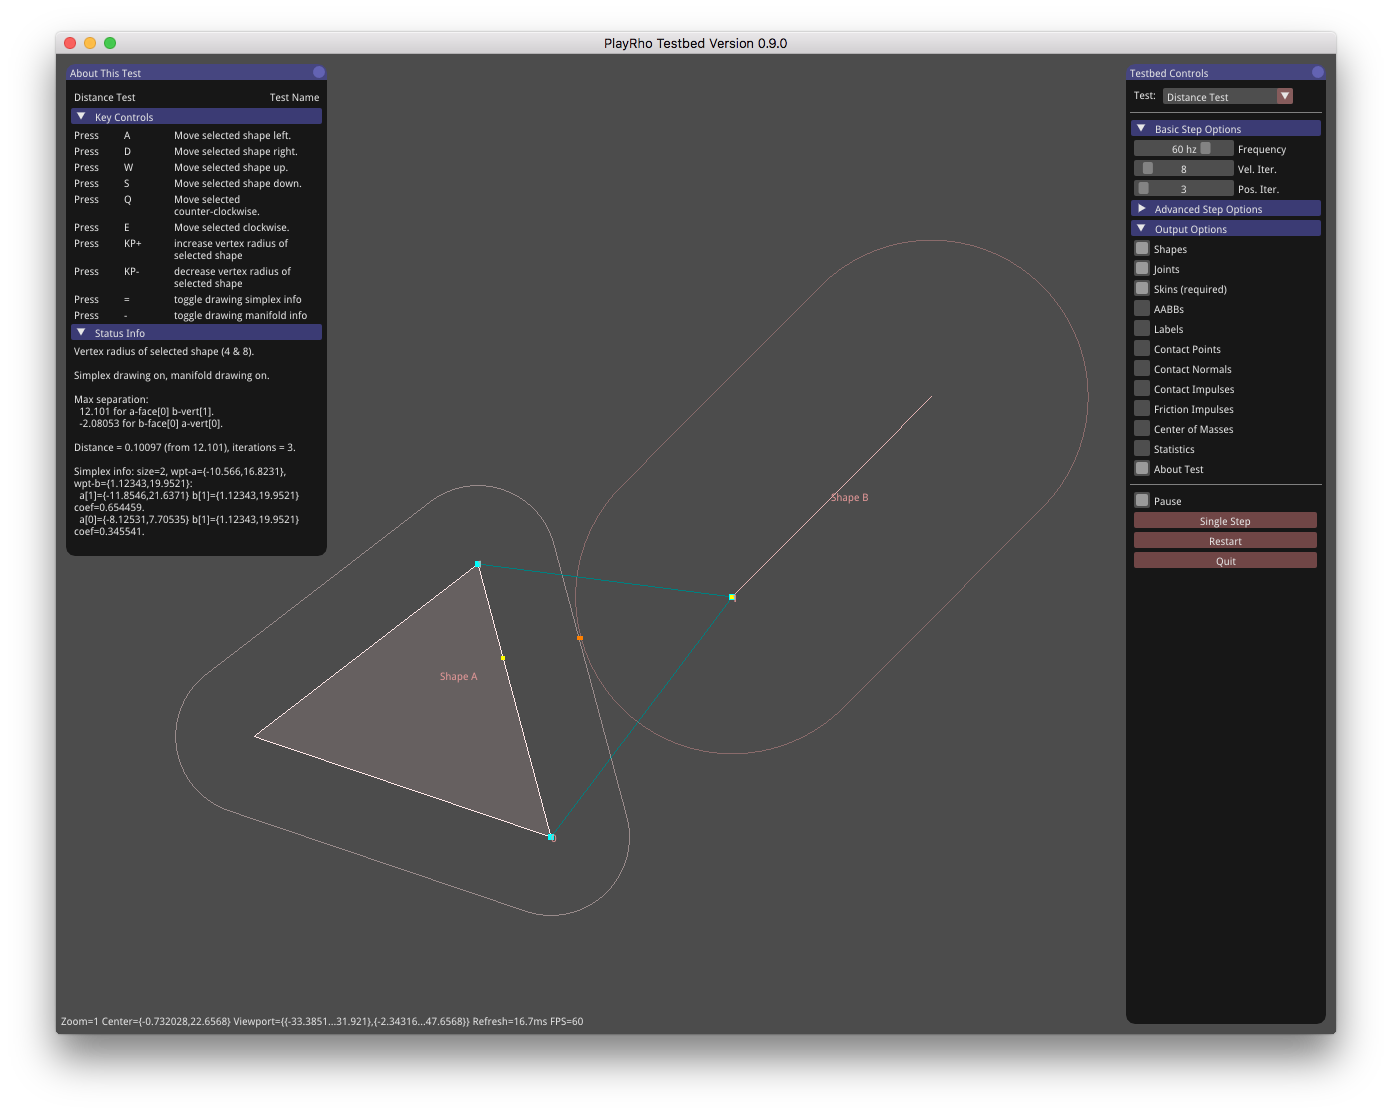 PlayRho Testbed Version 0.9.0
About This Test
Distance Test Test Name
Key Controls
Press A Move selected shape left.
Press D Move selected shape right.
Press W Move selected shape up.
Press S Move selected shape down.
Press Q Move selected
counter-clockwise.
Press E Move selected clockwise.
Press KP+ increase vertex radius of
selected shape
Press KP- decrease vertex radius of
selected shape
Press = toggle drawing simplex info
Press - toggle drawing manifold info
Status Info
Vertex radius of selected shape (4 & 8).
Simplex drawing on, manifold drawing on.
Max separation:
12.101 for a-face[0] b-vert[1].
-2.08053 for b-face[0] a-vert[0].
Distance = 0.10097 (from 12.101), iterations = 3.
Simplex info: size=2, wpt-a={-10.566,16.8231},
wpt-b={1.12343,19.9521}:
a[1]={-11.8546,21.6371} b[1]={1.12343,19.9521}
coef=0.654459.
a[0]={-8.12531,7.70535} b[1]={1.12343,19.9521}
coef=0.345541.
Shape B
Shape A
Zoom=1 Center={-0.732028,22.6568} Viewport={{-33.3851...31.921},{-2.34316...47.6568}} Refresh=16.7ms FPS=60
Testbed Controls
Test: Distance Test
Basic Step Options
60 hz Frequency
8 Vel. Iter.
3 Pos. Iter.
Advanced Step Options
Output Options
Shapes
Joints
Skins (required)
AABBs
Labels
Contact Points
Contact Normals
Contact Impulses
Friction Impulses
Center of Masses
Statistics
About Test
Pause
Single Step
Restart
Quit